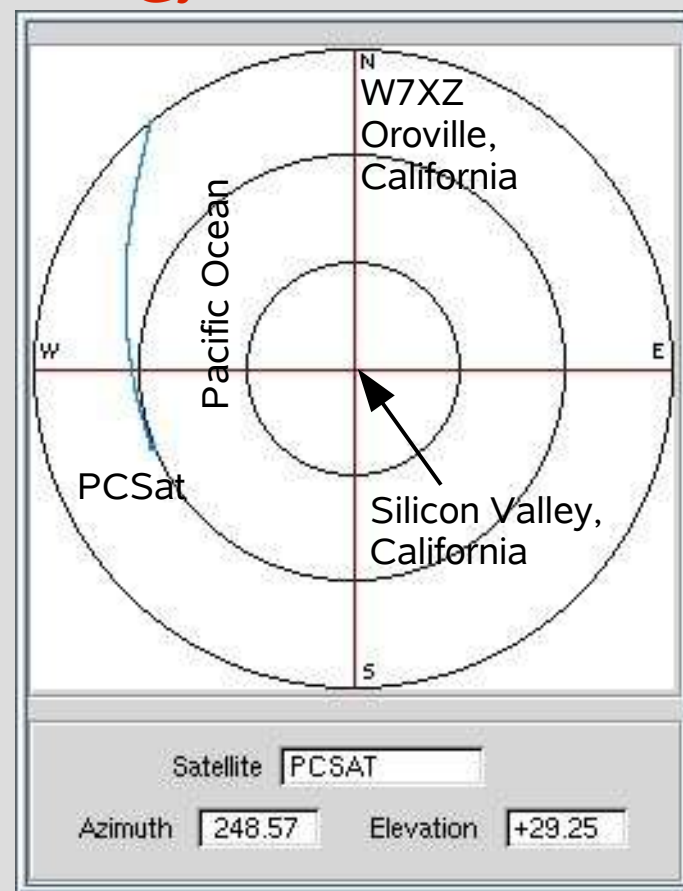 N
W7XZ
Oroville,
California
Pacific Ocean
W
E
PCSat
Silicon Valley,
California
S
Satellite PCSAT
Azimuth 248.57 Elevation +29.25